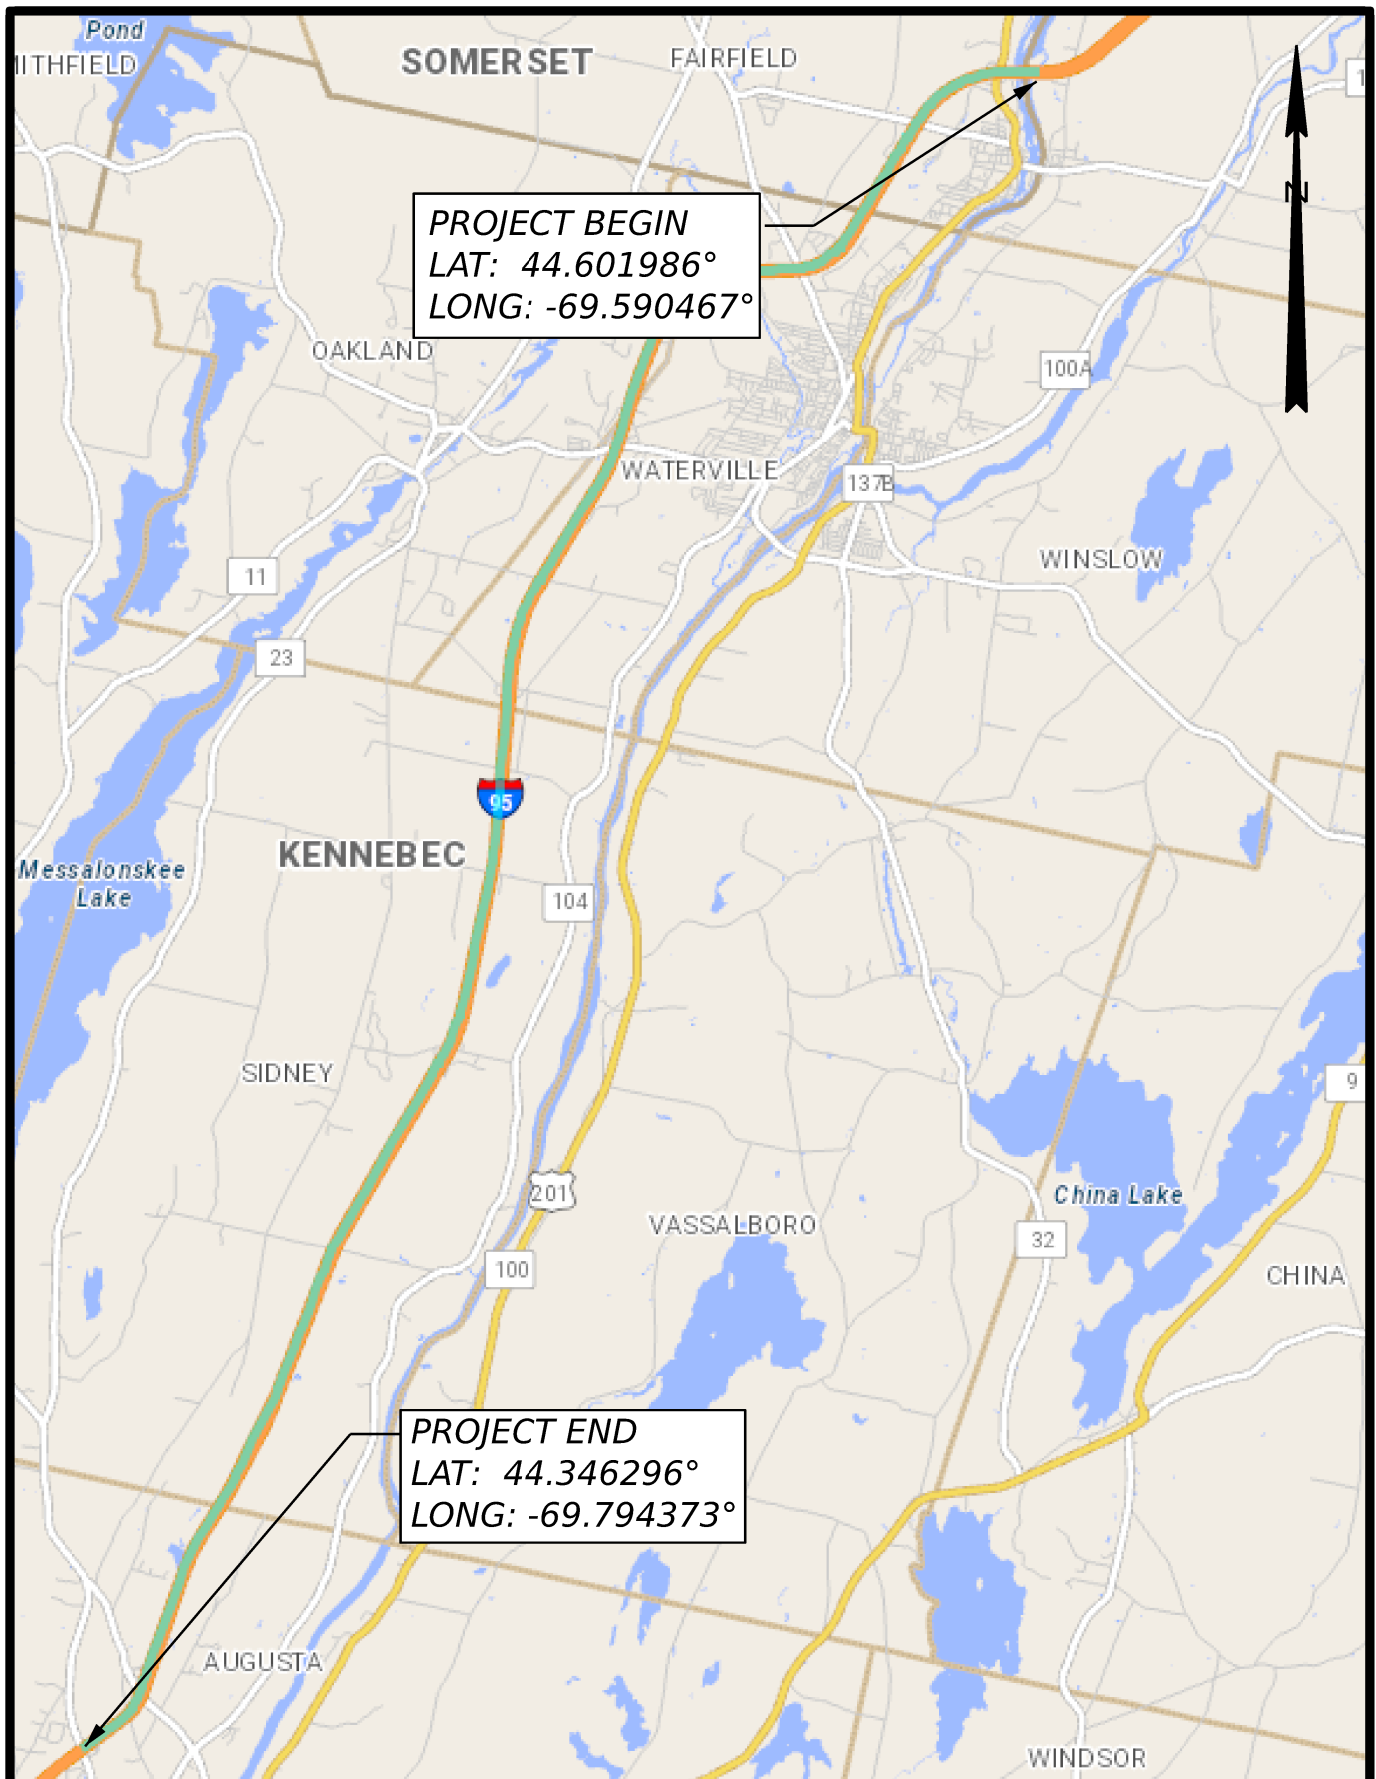 Pond
SOMERSET
FAIRFIELD
ITHFIELD
1
N
PROJECT BEGIN
LAT: 44.601986°
LONG: -69.590467°
OAKLAND
100A
WATERVILLE
137B
WINSLOW
11
23
95
KENNEBEC
Messalonskee
Lake
104
SIDNEY
9
201
China Lake
VASSALBORO
32
100
CHINA
PROJECT END
LAT: 44.346296°
LONG: -69.794373°
AUGUSTA
WINDSOR